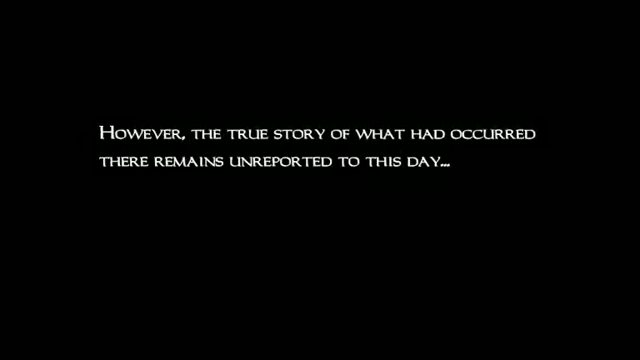 However, the true story of what had occurred
there remains unreported to this day...